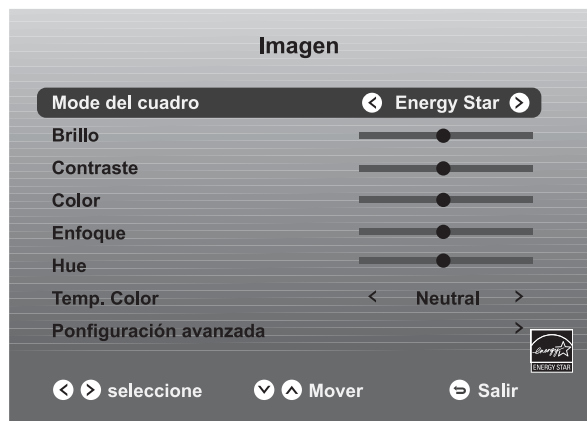 Imagen
Mode del cuadro Energy Star
Brillo
Contraste
Color
Enfoque
Hue
Temp. Color < Neutral >
Ponfiguración avanzada >
energy
ENERGY STAR
seleccione Mover Salir